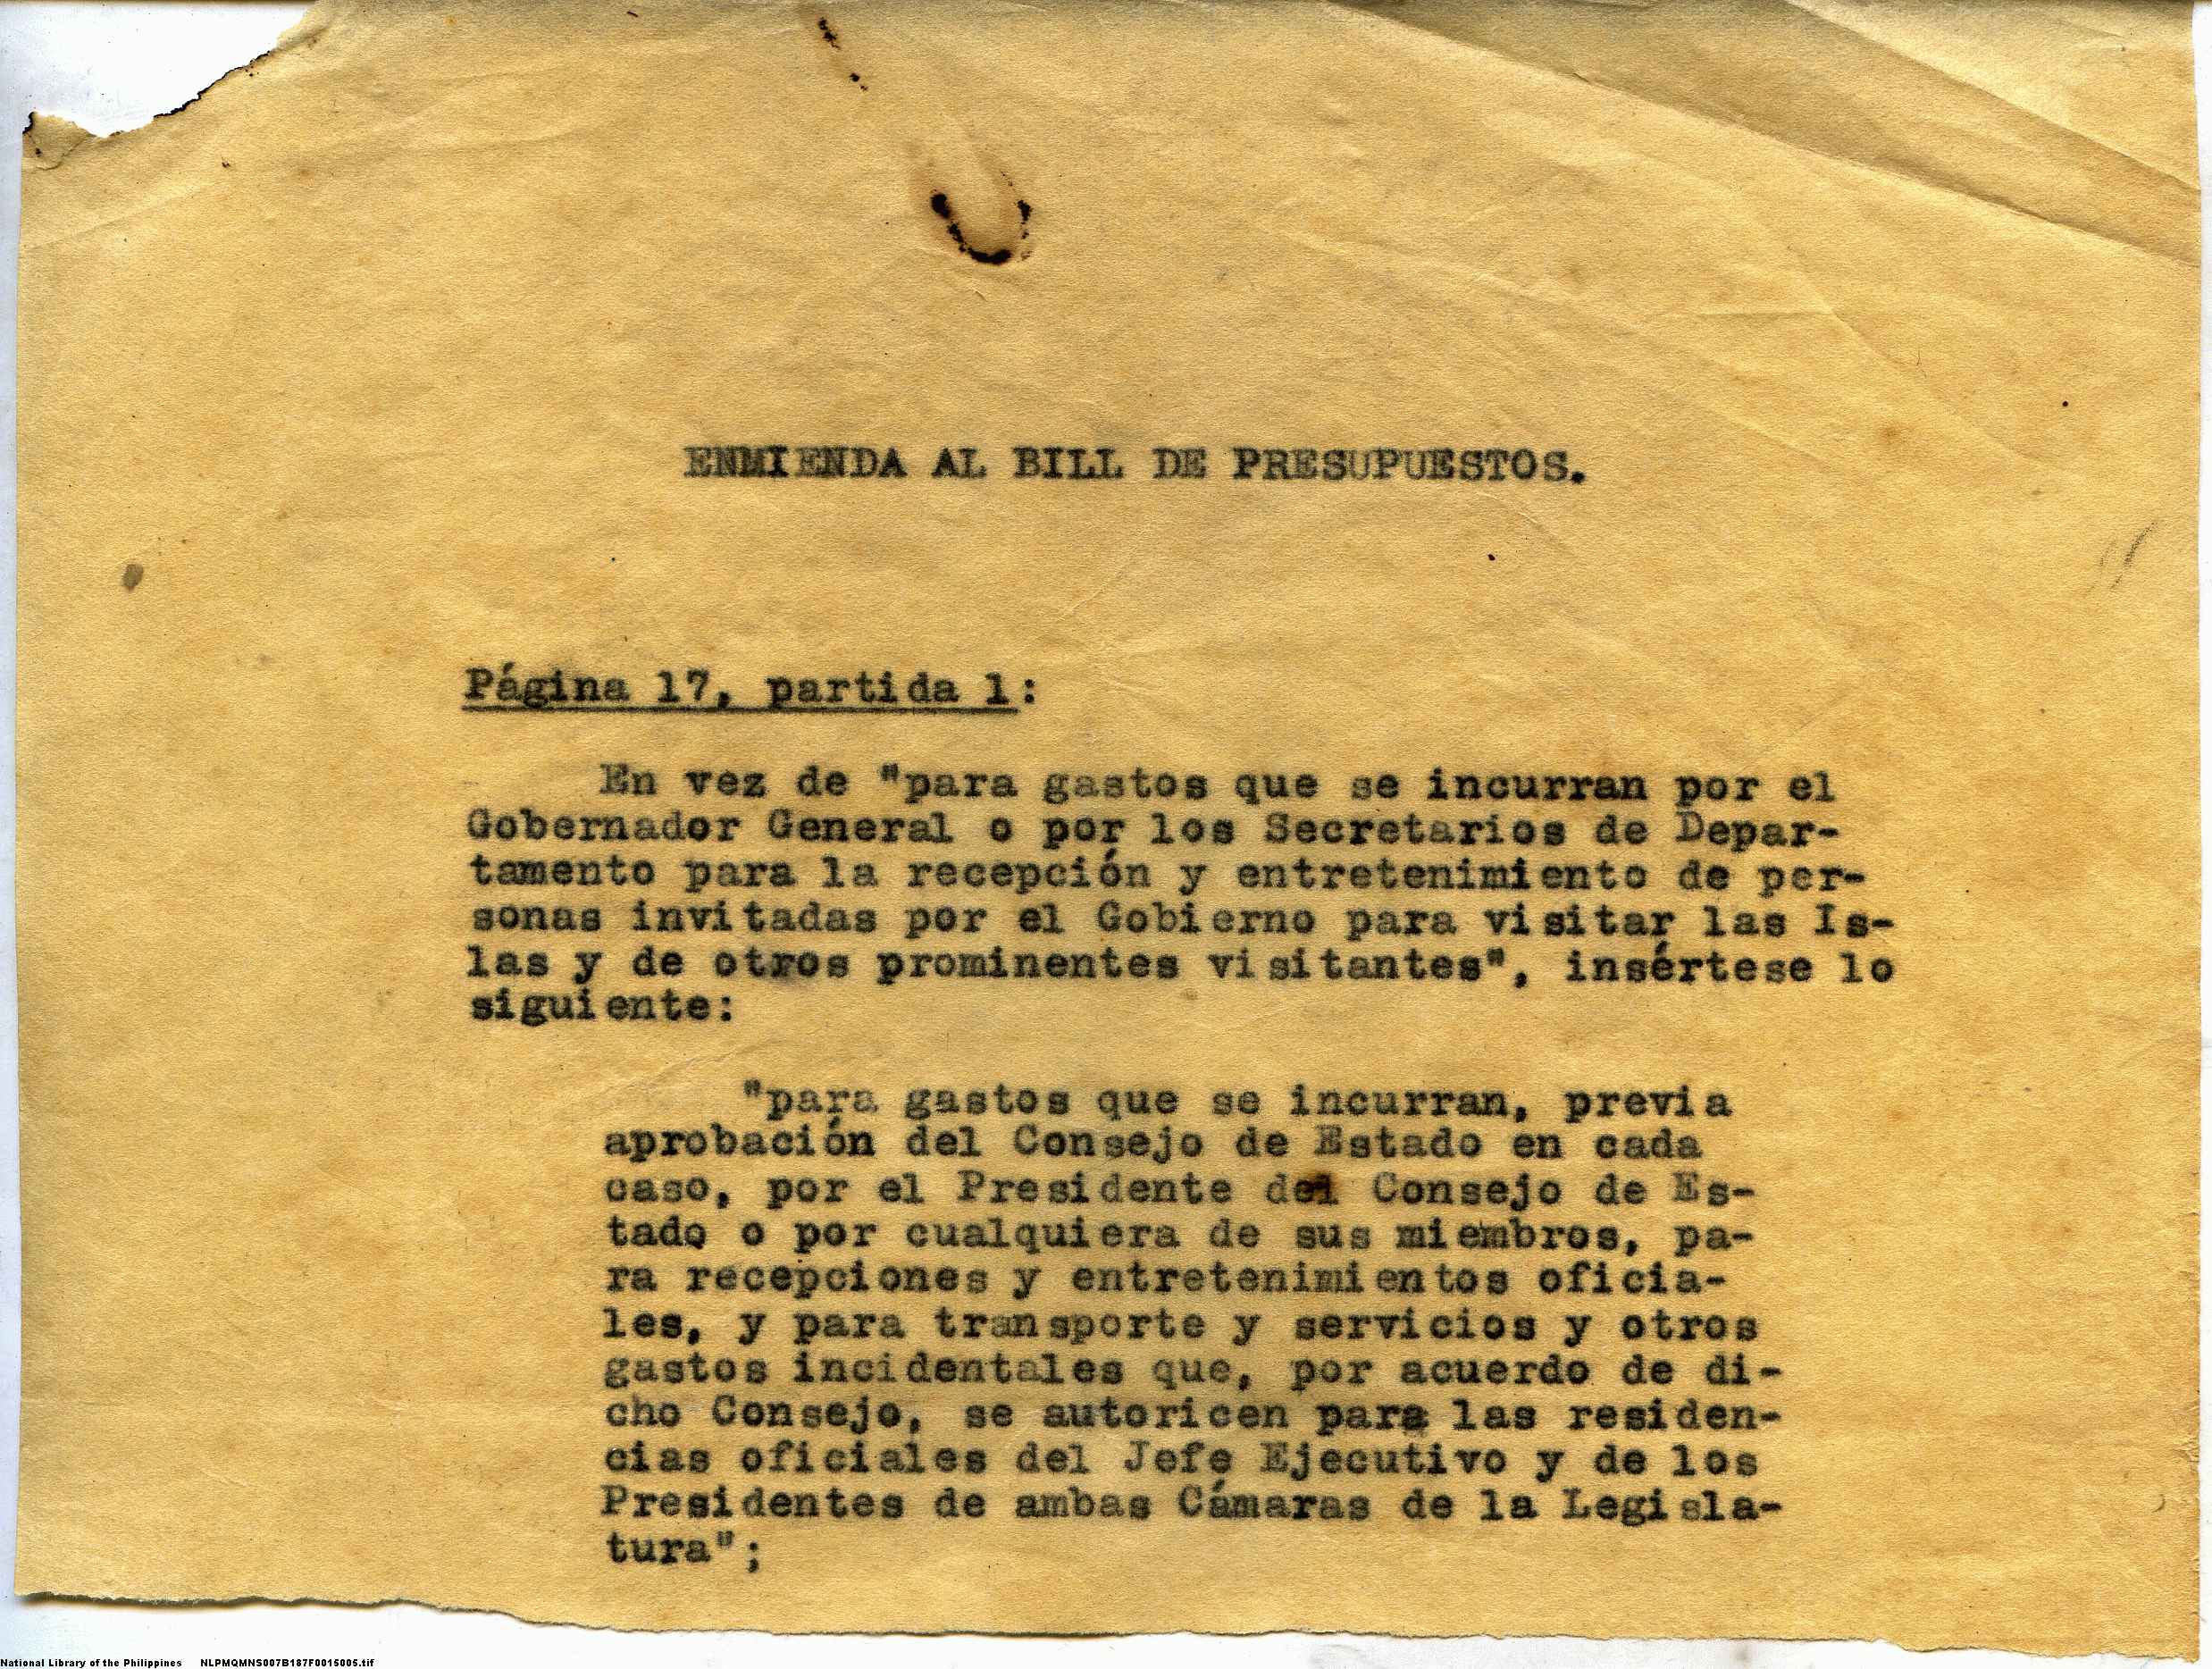 ENMIENDA AL BILL DE PRESUPUESTOS.
Página 17, partida 1:
En vez de "para gastos que se incurran por el
Gobernador General o por los Secretarios de Depar-
tamento para la recepción y entretenimiento de per-
sonas invitadas por el Gobierno para visitar las Is-
las y de otros prominentes visitantes", insértese lo
siguiente:
"para gastos que se incurran, previa
aprobación del Consejo de Estado en cada
caso, por el Presidente del Consejo de Es-
tado o por cualquiera de sus miembros, pa-
ra recepciones y entretenimientos oficia-
les, y para transporte y servicios y otros
gastos incidentales que, por acuerdo de di-
cho Consejo, se autoricen para las residen-
cias oficiales del Jefe Ejecutivo y de los
Presidentes de ambas Cámaras de la Legisla-
tura";
National Library of the Philippines NLPMQMNS007B187F0015005.tif